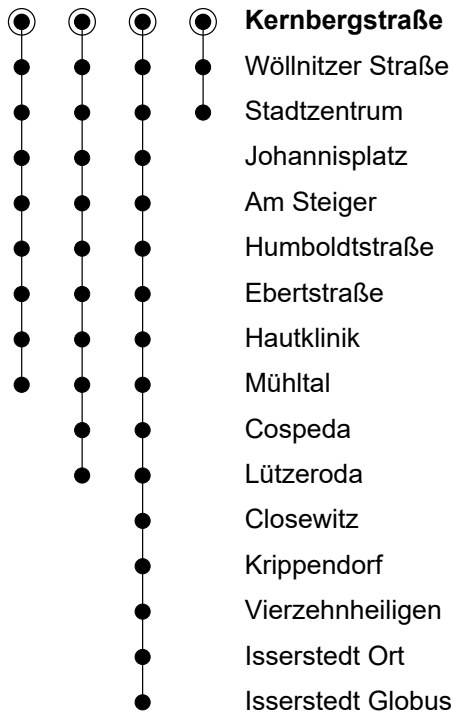 Kernbergstraße
Wöllnitzer Straße
Stadtzentrum
Johannisplatz
Am Steiger
Humboldtstraße
Ebertstraße
Hautklinik
Mühltal
Cospeda
Lützeroda
Closewitz
Krippendorf
Vierzehnheiligen
Isserstedt Ort
Isserstedt Globus